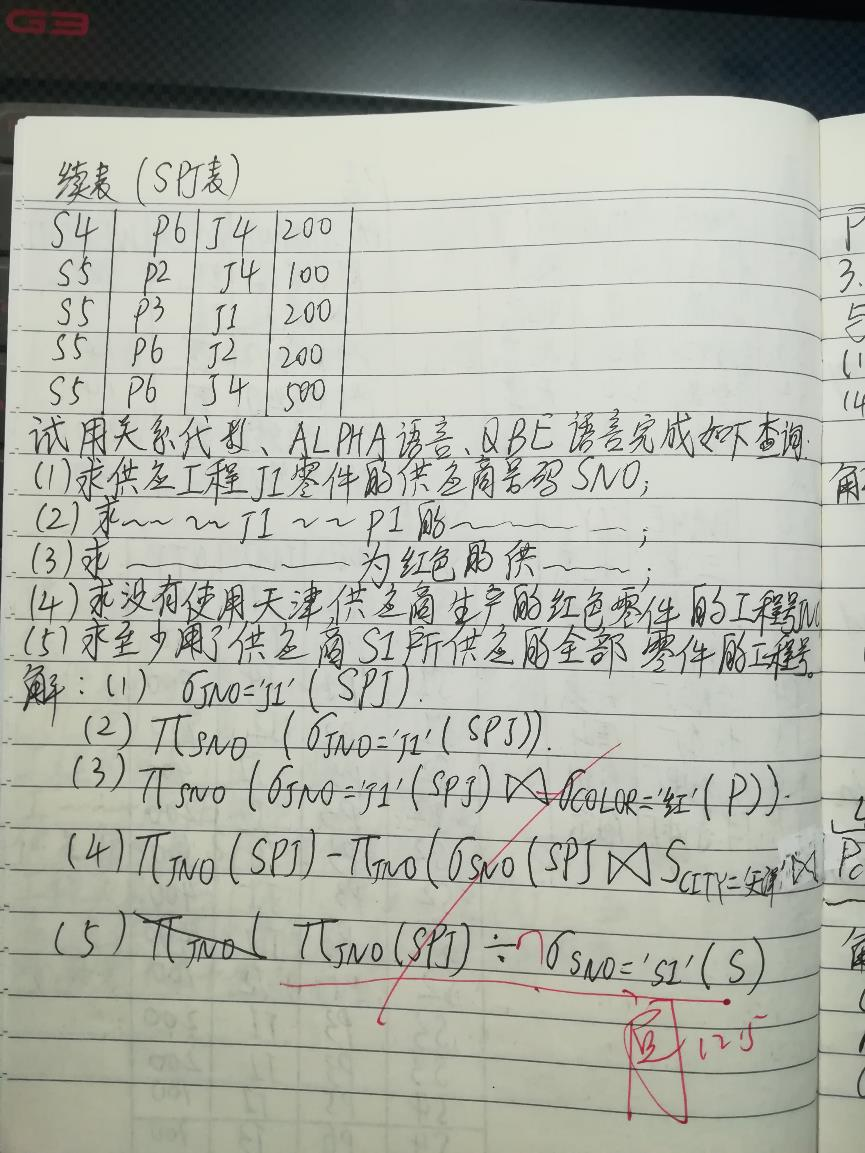 G3
续表(SPJ表)
S4 P6 J4 200
S5 P2 J4 100
S5 P3 J1 200
S5 P6 J2 200
S5 P6 J4 500
试用关系代数、ALPHA语言、QBE语言完成如下查询.
(1)求供应工程J1零件的供应商号码SNO;
(2)求~~ ~~J1 ~~P1的~~~ ~;
(3)求~~~为红色的供~~;
(4)求没有使用天津供应商生产的红色零件的工程号
(5)求至少用了供应商S1所供应的全部零件的工程号。
解:(1) σJNO='J1'(SPJ).
(2) πSNO (σJNO='J1'(SPJ)).
(3) πSNO (σJNO='J1'(SPJ)⋈σCOLOR='红'(P)).
(4) πJNO(SPJ)-πJNO(σSNO(SPJ⋈SCITY='天津'⋈
(5) πJNO( πJNO(SPJ)÷σSNO='S1'(S)
125
3.